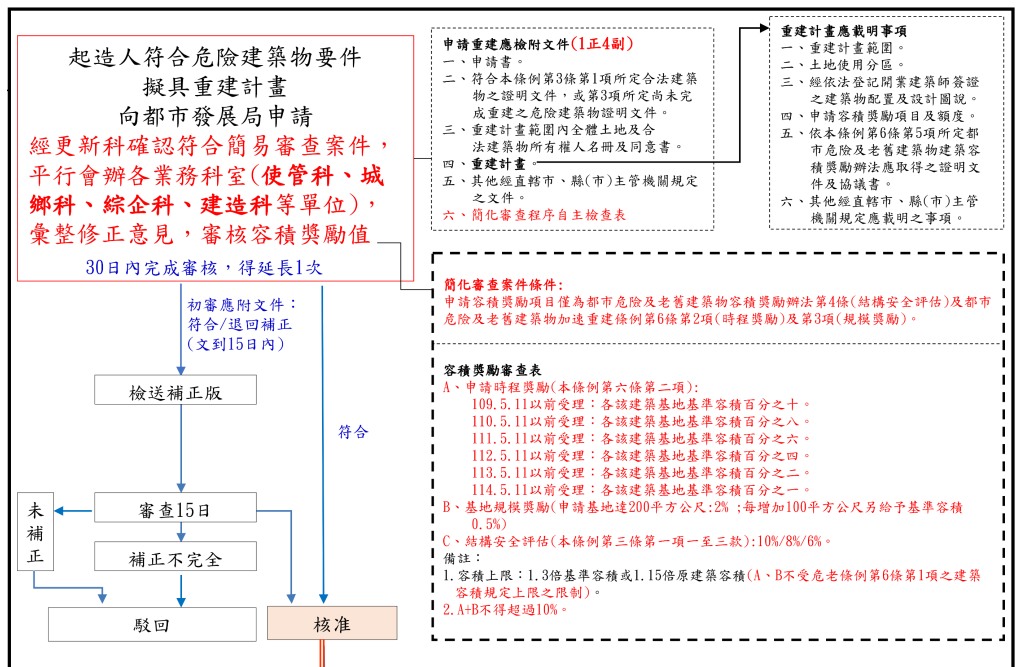 起造人符合危險建築物要件
擬具重建計畫
向都市發展局申請
經更新科確認符合簡易審查案件，
平行會辦各業務科室(使管科、城
鄉科、綜企科、建造科等單位)，
彙整修正意見，審核容積獎勵值
30日內完成審核，得延長1次
初審應附文件：
符合/退回補正
(文到15日內)
檢送補正版
符合
審查15日
未
補
正
補正不完全
駁回
核准
申請重建應檢附文件(1正4副)
一、申請書。
二、符合本條例第3條第1項所定合法建築
物之證明文件，或第3項所定尚未完
成重建之危險建築物證明文件。
三、重建計畫範圍內全體土地及合
法建築物所有權人名冊及同意書。
四、重建計畫。
五、其他經直轄市、縣(市)主管機關規定
之文件。
六、簡化審查程序自主檢查表
重建計畫應載明事項
一、重建計畫範圍。
二、土地使用分區。
三、經依法登記開業建築師簽證
之建築物配置及設計圖說。
四、申請容積獎勵項目及額度。
五、依本條例第6條第5項所定都
市危險及老舊建築物建築容
積獎勵辦法應取得之證明文
件及協議書。
六、其他經直轄市、縣(市)主管
機關規定應載明之事項。
簡化審查案件條件:
申請容積獎勵項目僅為都市危險及老舊建築物容積獎勵辦法第4條(結構安全評估)及都市
危險及老舊建築物加速重建條例第6條第2項(時程獎勵)及第3項(規模獎勵)。
容積獎勵審查表
A、申請時程獎勵(本條例第六條第二項):
109.5.11以前受理：各該建築基地基準容積百分之十。
110.5.11以前受理：各該建築基地基準容積百分之八。
111.5.11以前受理：各該建築基地基準容積百分之六。
112.5.11以前受理：各該建築基地基準容積百分之四。
113.5.11以前受理：各該建築基地基準容積百分之二。
114.5.11以前受理：各該建築基地基準容積百分之一。
B、基地規模獎勵(申請基地達200平方公尺:2% ;每增加100平方公尺另給予基準容積
0.5%)
C、結構安全評估(本條例第三條第一項一至三款):10%/8%/6%。
備註：
1.容積上限：1.3倍基準容積或1.15倍原建築容積(A、B不受危老條例第6條第1項之建築
容積規定上限之限制)。
2.A+B不得超過10%。